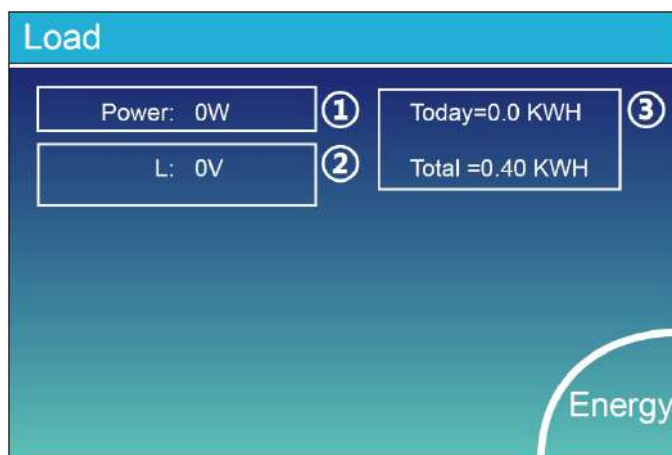 Load
Power: 0W
①
L: 0V
②
Today=0.0 KWH
③
Total =0.40 KWH
Energy